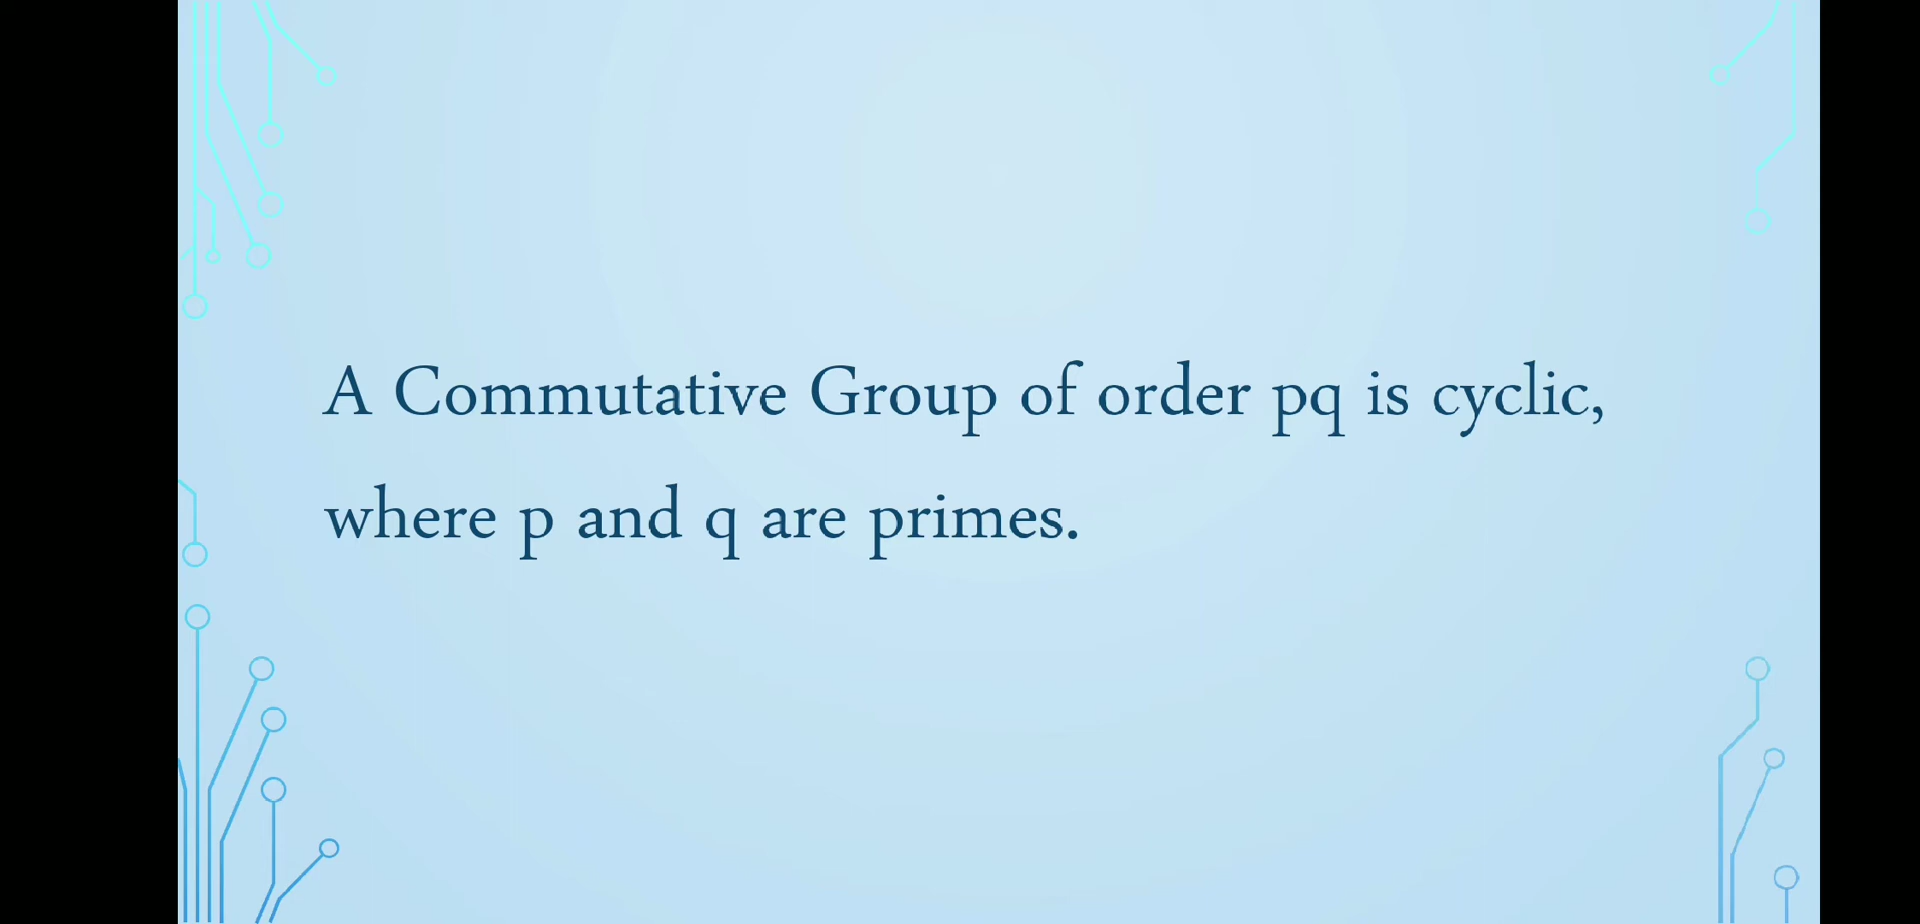 A Commutative Group of order pq is cyclic,
where p and q are primes.